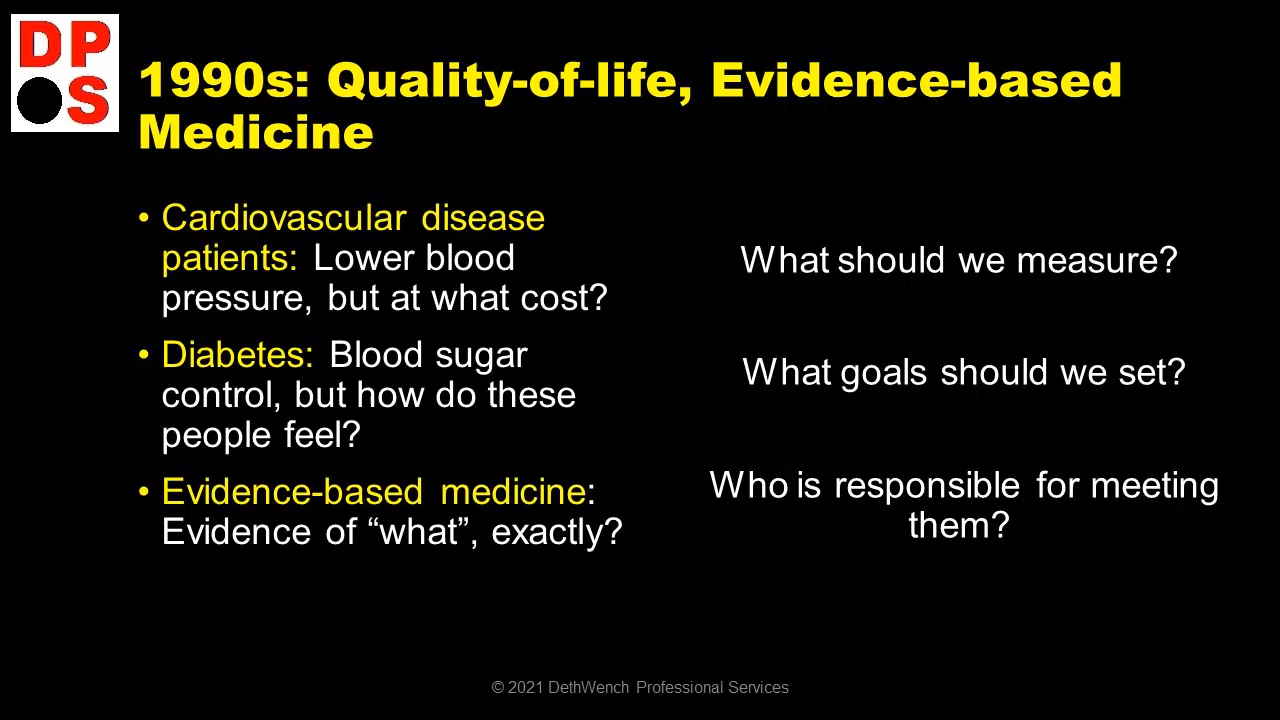 DP
S
1990s: Quality-of-life, Evidence-based
Medicine
• Cardiovascular disease
patients: Lower blood
pressure, but at what cost?
• Diabetes: Blood sugar
control, but how do these
people feel?
• Evidence-based medicine:
Evidence of “what”, exactly?
What should we measure?
What goals should we set?
Who is responsible for meeting
them?
© 2021 DethWench Professional Services